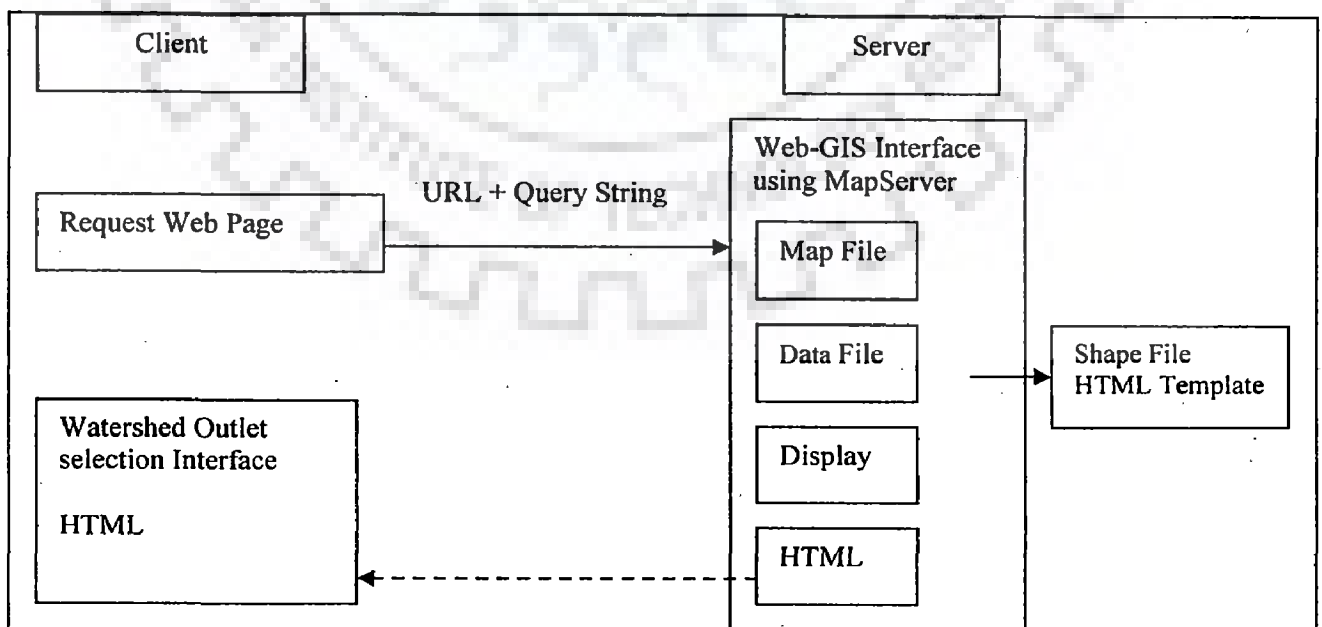 Client
Server
Web-GIS Interface
using MapServer
URL + Query String
Request Web Page
Map File
Data File
Shape File
HTML Template
Watershed Outlet
selection Interface
HTML
Display
HTML